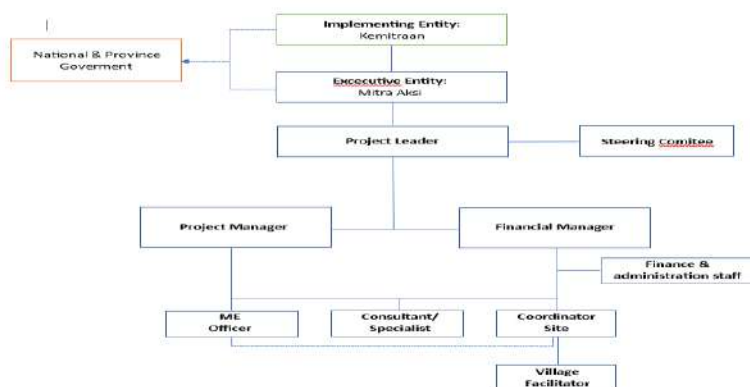 Implementing Entity:
Kemitraan
National & Province
Goverment
Excecutive Entity:
Mitra Aksi
Project Leader
Steering Comitee
Project Manager
Financial Manager
Finance &
administration staff
ME
Officer
Consultant/
Specialist
Coordinator
Site
Village
Facilitator